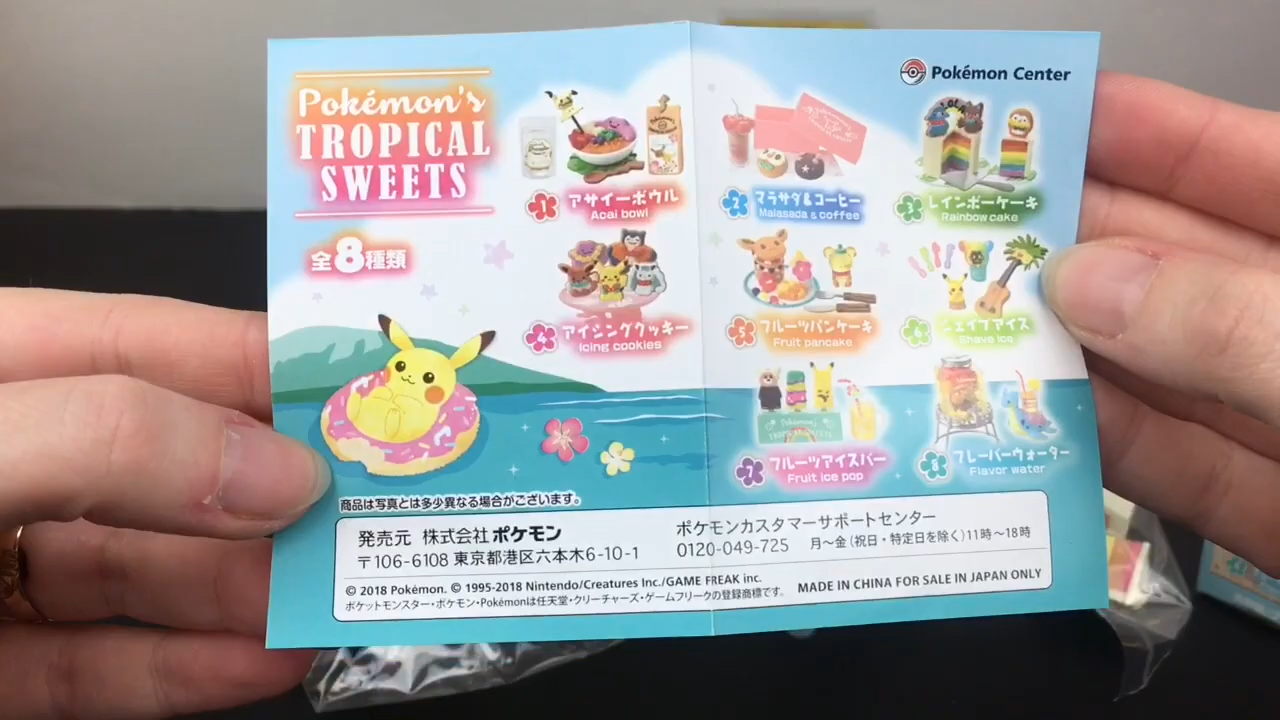 Pokémon's
TROPICAL
SWEETS
全8種類
Pokémon Center
1 アサイーボウル
Acai bowl
2 マラサダ&コーヒー
Malasada & coffee
3 レインボーケーキ
Rainbow cake
4 アイシングクッキー
Icing cookies
5 フルーツパンケーキ
Fruit pancake
6 シェイブアイス
Shave ice
7 フルーツアイスバー
Fruit ice pop
8 フレーバーウォーター
Flavor water
商品は写真とは多少異なる場合がございます。
発売元 株式会社ポケモン
〒106-6108 東京都港区六本木6-10-1
ポケモンカスタマーサポートセンター
0120-049-725 月〜金(祝日・特定日を除く)11時〜18時
© 2018 Pokémon. © 1995-2018 Nintendo/Creatures Inc./GAME FREAK inc.
ポケットモンスター・ポケモン・Pokémonは任天堂・クリーチャーズ・ゲームフリークの登録商標です。
MADE IN CHINA FOR SALE IN JAPAN ONLY